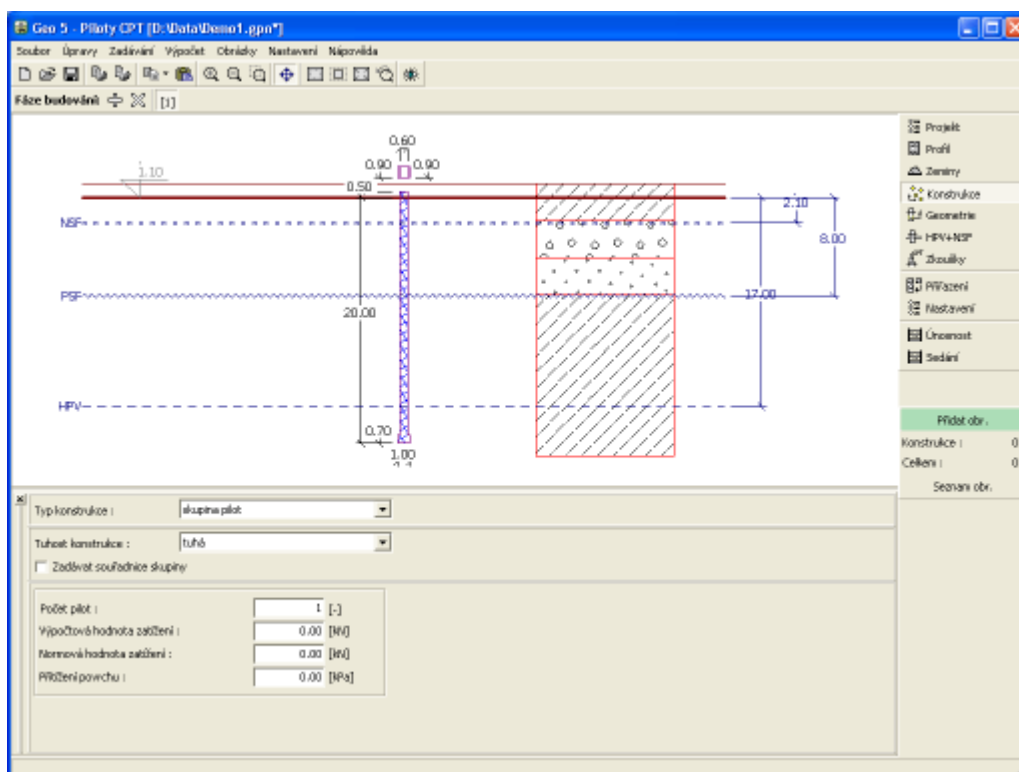 Geo 5 - Piloty CPT [D:\Data\Demo1.gpn*]
Soubor Úpravy Zadávání Výpočet Obrázky Nastavení Nápověda
Fáze budování [1]
1.10
0.60
0.90 0.90
0.50
NSF
2.10
8.00
PSF
17.00
20.00
HPV
0.70
1.00
Projekt
Profil
Zeminy
Konstrukce
Geometrie
HPV+NSF
Zkoušky
Přiřazení
Nastavení
Únosnost
Sedání
Přidat obr.
Konstrukce : 0
Celkem : 0
Seznam obr.
Typ konstrukce : skupina pilot
Tuhost konstrukce : tuhá
Zadávat souřadnice skupiny
Počet pilot : 1 [-]
Výpočtová hodnota zatížení : 0.00 [kN]
Normová hodnota zatížení : 0.00 [kN]
Přitížení povrchu : 0.00 [kPa]